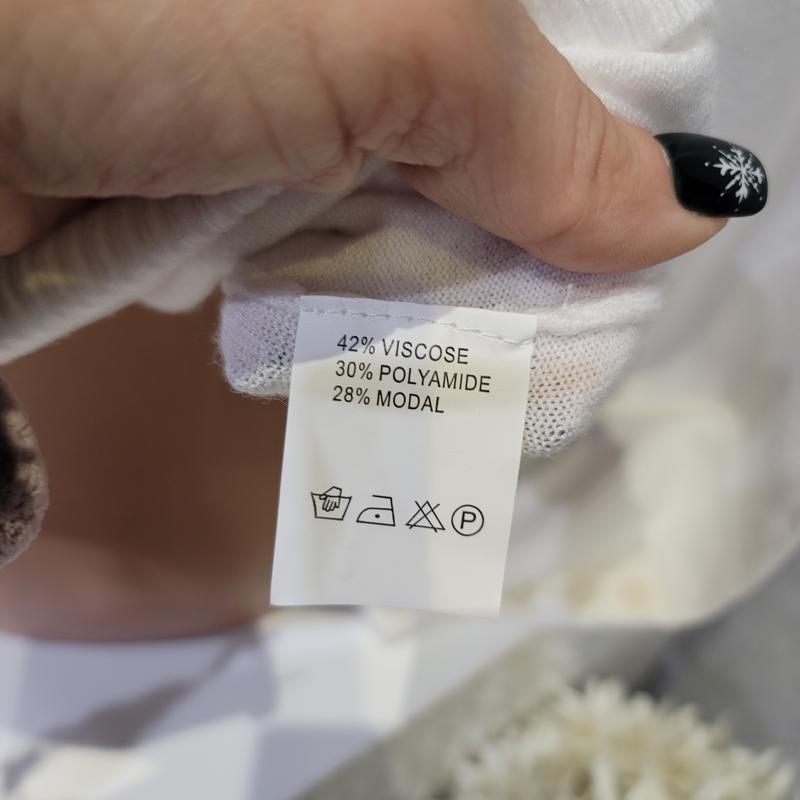 42% VISCOSE
30% POLYAMIDE
28% MODAL
P